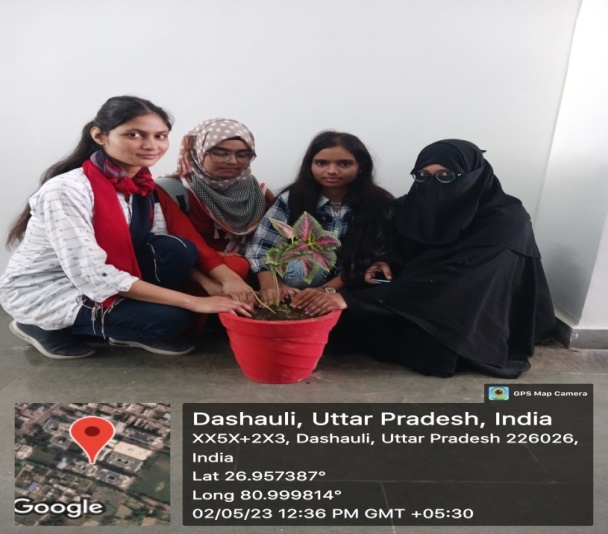 GPS Map Camera
Dashauli, Uttar Pradesh, India
XX5X+2X3, Dashauli, Uttar Pradesh 226026,
India
Lat 26.957387°
Long 80.999814°
02/05/23 12:36 PM GMT +05:30
Google